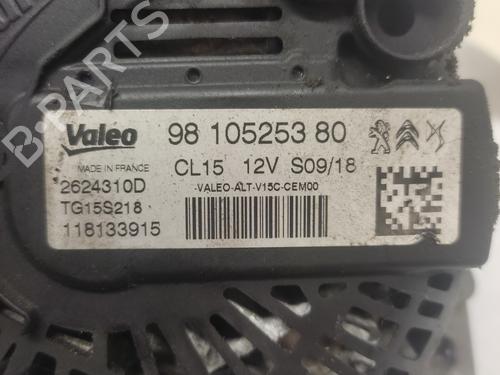 B-PARTS
Valeo
98 105253 80
MADE IN FRANCE
CL15 12V S09/18
2624310D
-VALEO-ALT-V15C-CEM00
TG15S218
118133915